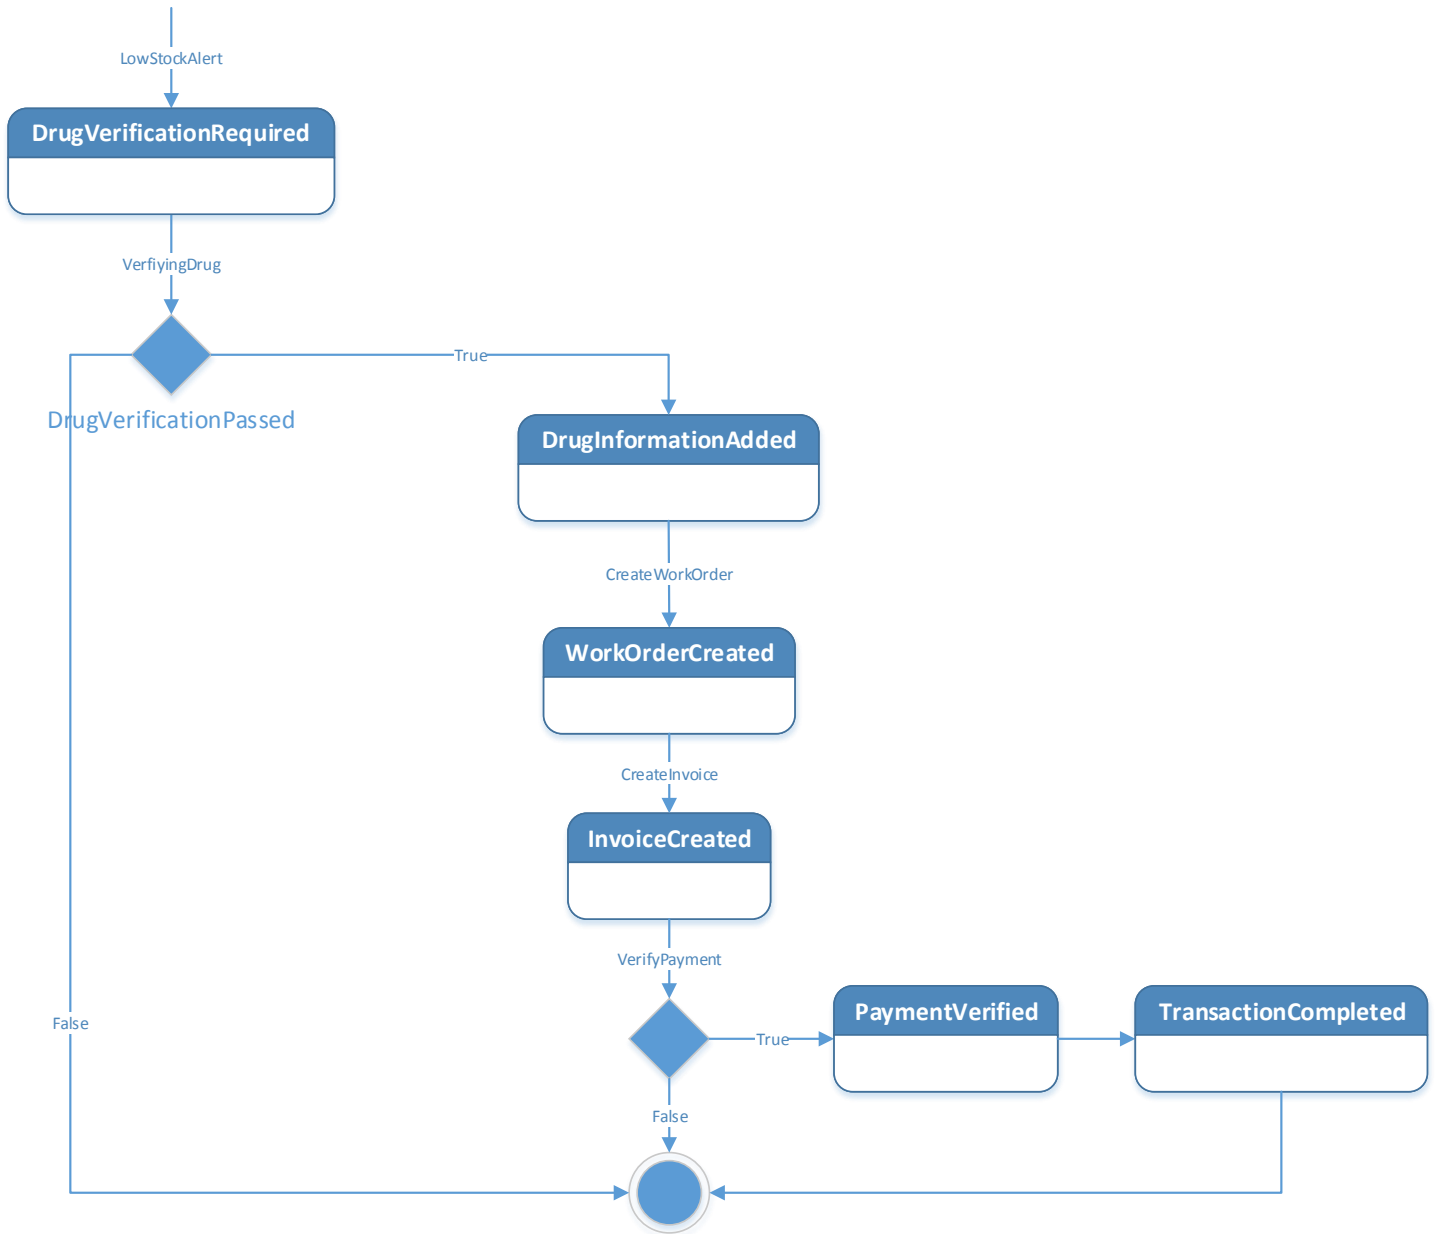 LowStockAlert
DrugVerificationRequired
VerfiyingDrug
True
DrugVerificationPassed
DrugInformationAdded
CreateWorkOrder
WorkOrderCreated
CreateInvoice
InvoiceCreated
VerifyPayment
PaymentVerified
TransactionCompleted
False
True
False